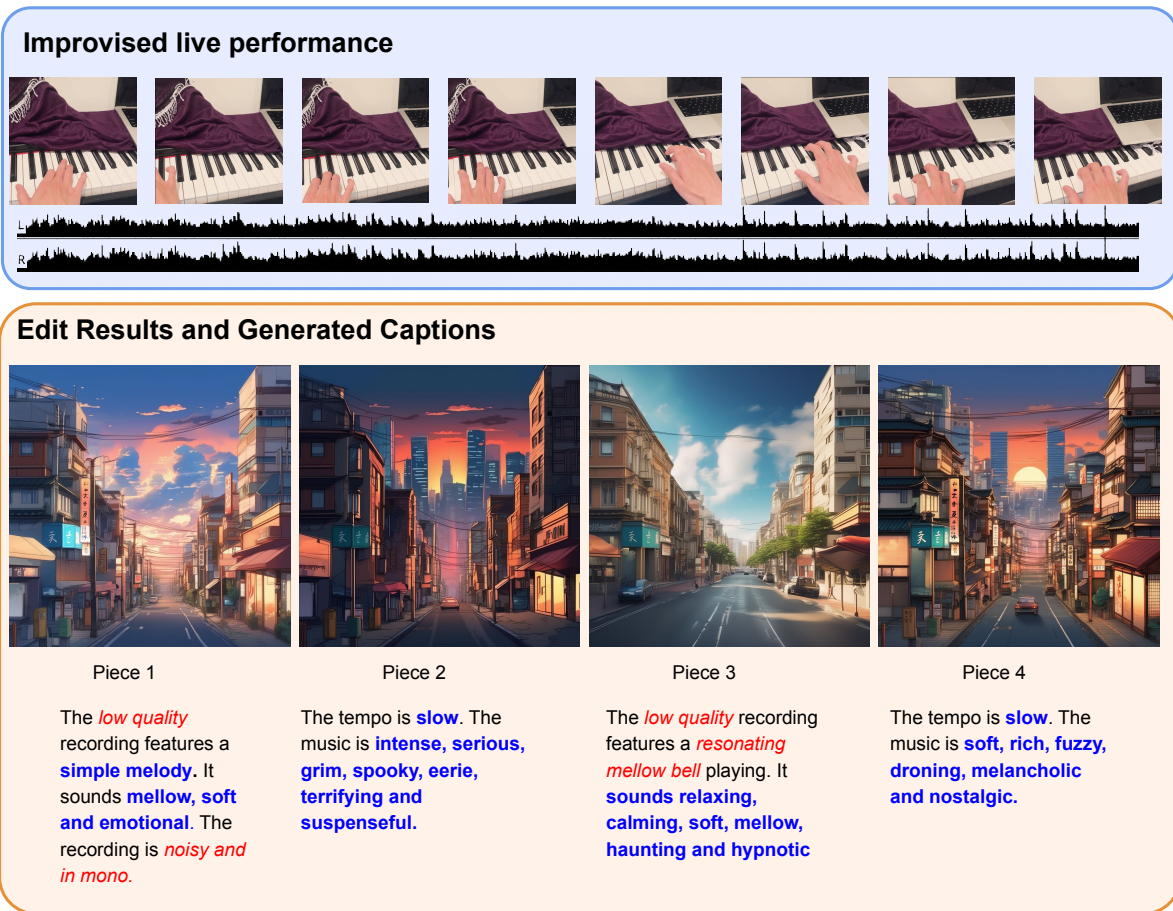 Improvised live performance
L
R
Edit Results and Generated Captions
Piece 1
Piece 2
Piece 3
Piece 4
The low quality
recording features a
simple melody. It
sounds mellow, soft
and emotional. The
recording is noisy and
in mono.
The tempo is slow. The
music is intense, serious,
grim, spooky, eerie,
terrifying and
suspenseful.
The low quality recording
features a resonating
mellow bell playing. It
sounds relaxing,
calming, soft, mellow,
haunting and hypnotic
The tempo is slow. The
music is soft, rich, fuzzy,
droning, melancholic
and nostalgic.